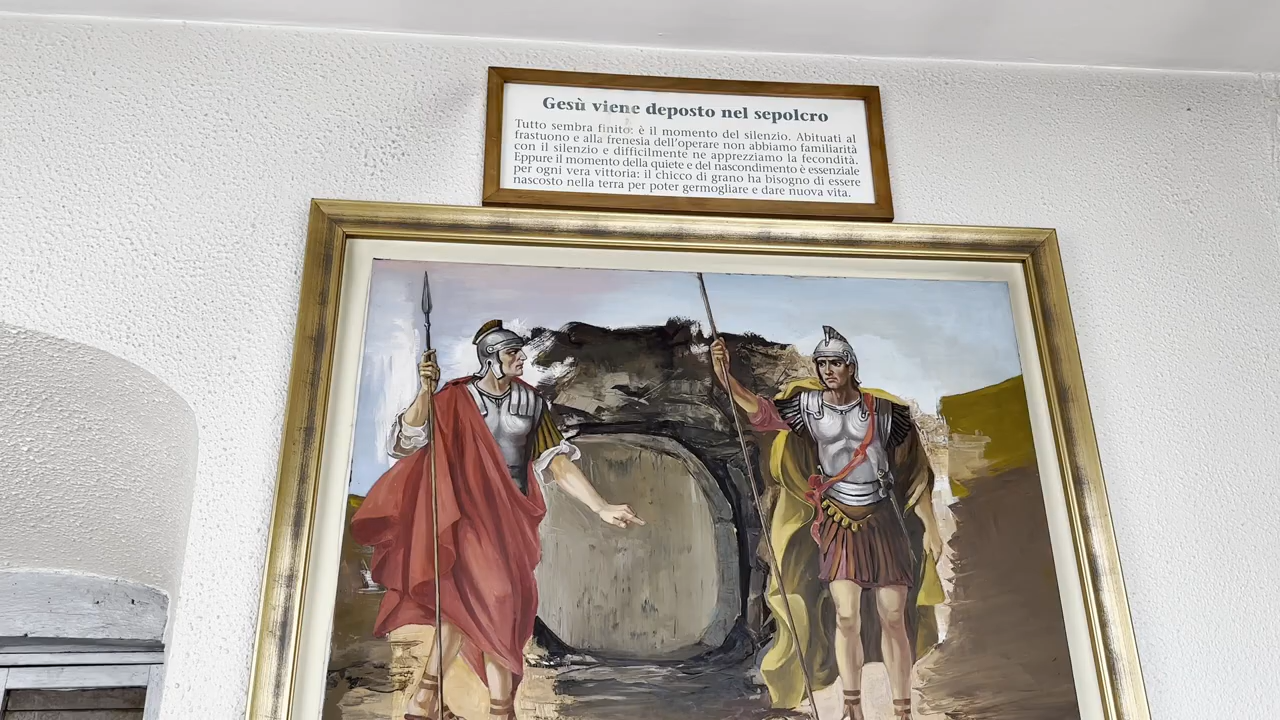 Gesù viene deposto nel sepolcro
Tutto sembra finito: è il momento del silenzio. Abituati al
frastuono e alla frenesia dell'operare non abbiamo familiarità
con il silenzio e difficilmente ne apprezziamo la fecondità.
Eppure il momento della quiete e del nascondimento è essenziale
per ogni vera vittoria: il chicco di grano ha bisogno di essere
nascosto nella terra per poter germogliare e dare nuova vita.